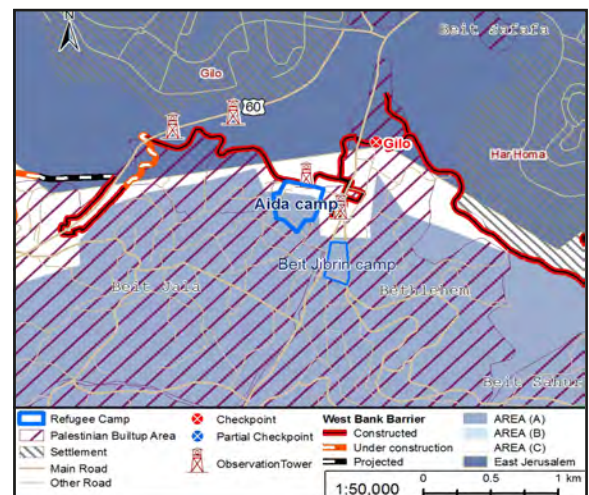 N
Beit Safafa
Gilo
60
Gilo
Har Homa
Aida camp
Beit Jibrin camp
Beit Jala
Bethlehem
Beit Sahur
Refugee Camp
Palestinian Builtup Area
Settlement
Main Road
Other Road
Checkpoint
Partial Checkpoint
ObservationTower
West Bank Barrier
Constructed
Under construction
Projected
AREA (A)
AREA (B)
AREA (C)
East Jerusalem
1:50,000
0 0.5 1 km